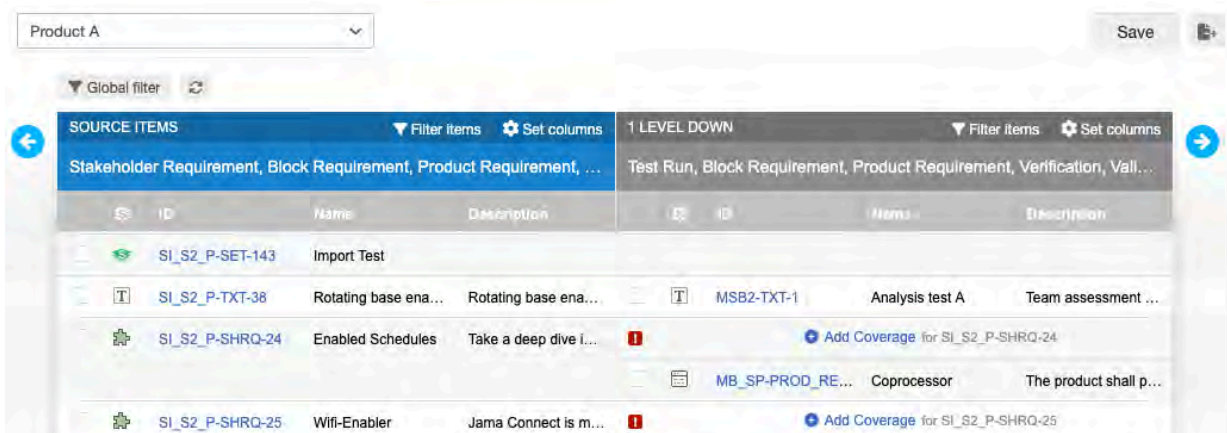 Product A
Save
Global filter
SOURCE ITEMS Filter items Set columns 1 LEVEL DOWN Filter items Set columns
Stakeholder Requirement, Block Requirement, Product Requirement, ... Test Run, Block Requirement, Product Requirement, Verification, Vali...
ID Name Description ID Name Description
SI_S2_P-SET-143 Import Test
T SI_S2_P-TXT-38 Rotating base ena... Rotating base ena... T MSB2-TXT-1 Analysis test A Team assessment ...
SI_S2_P-SHRQ-24 Enabled Schedules Take a deep dive i... ! Add Coverage for SI_S2_P-SHRQ-24
MB_SP-PROD_RE... Coprocessor The product shall p...
SI_S2_P-SHRQ-25 Wifi-Enabler Jama Connect is m... ! Add Coverage for SI_S2_P-SHRQ-25